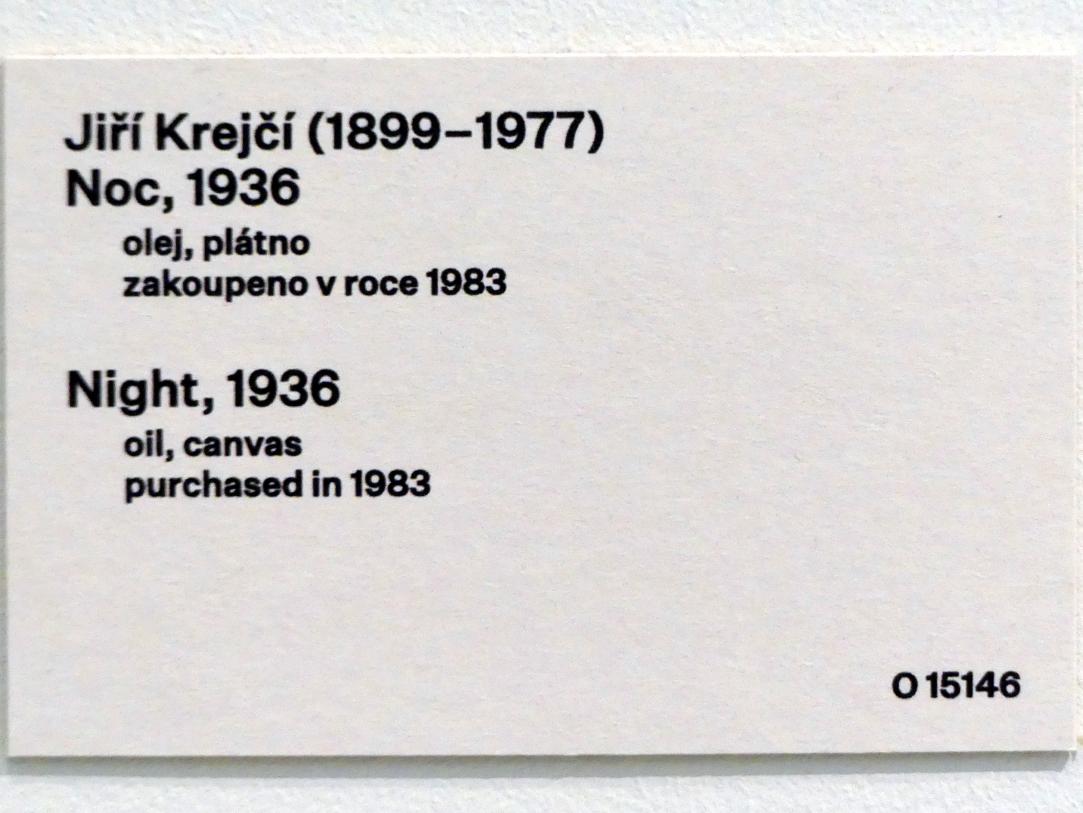 Jiří Krejčí (1899–1977)
Noc, 1936
olej, plátno
zakoupeno v roce 1983
Night, 1936
oil, canvas
purchased in 1983
O 15146